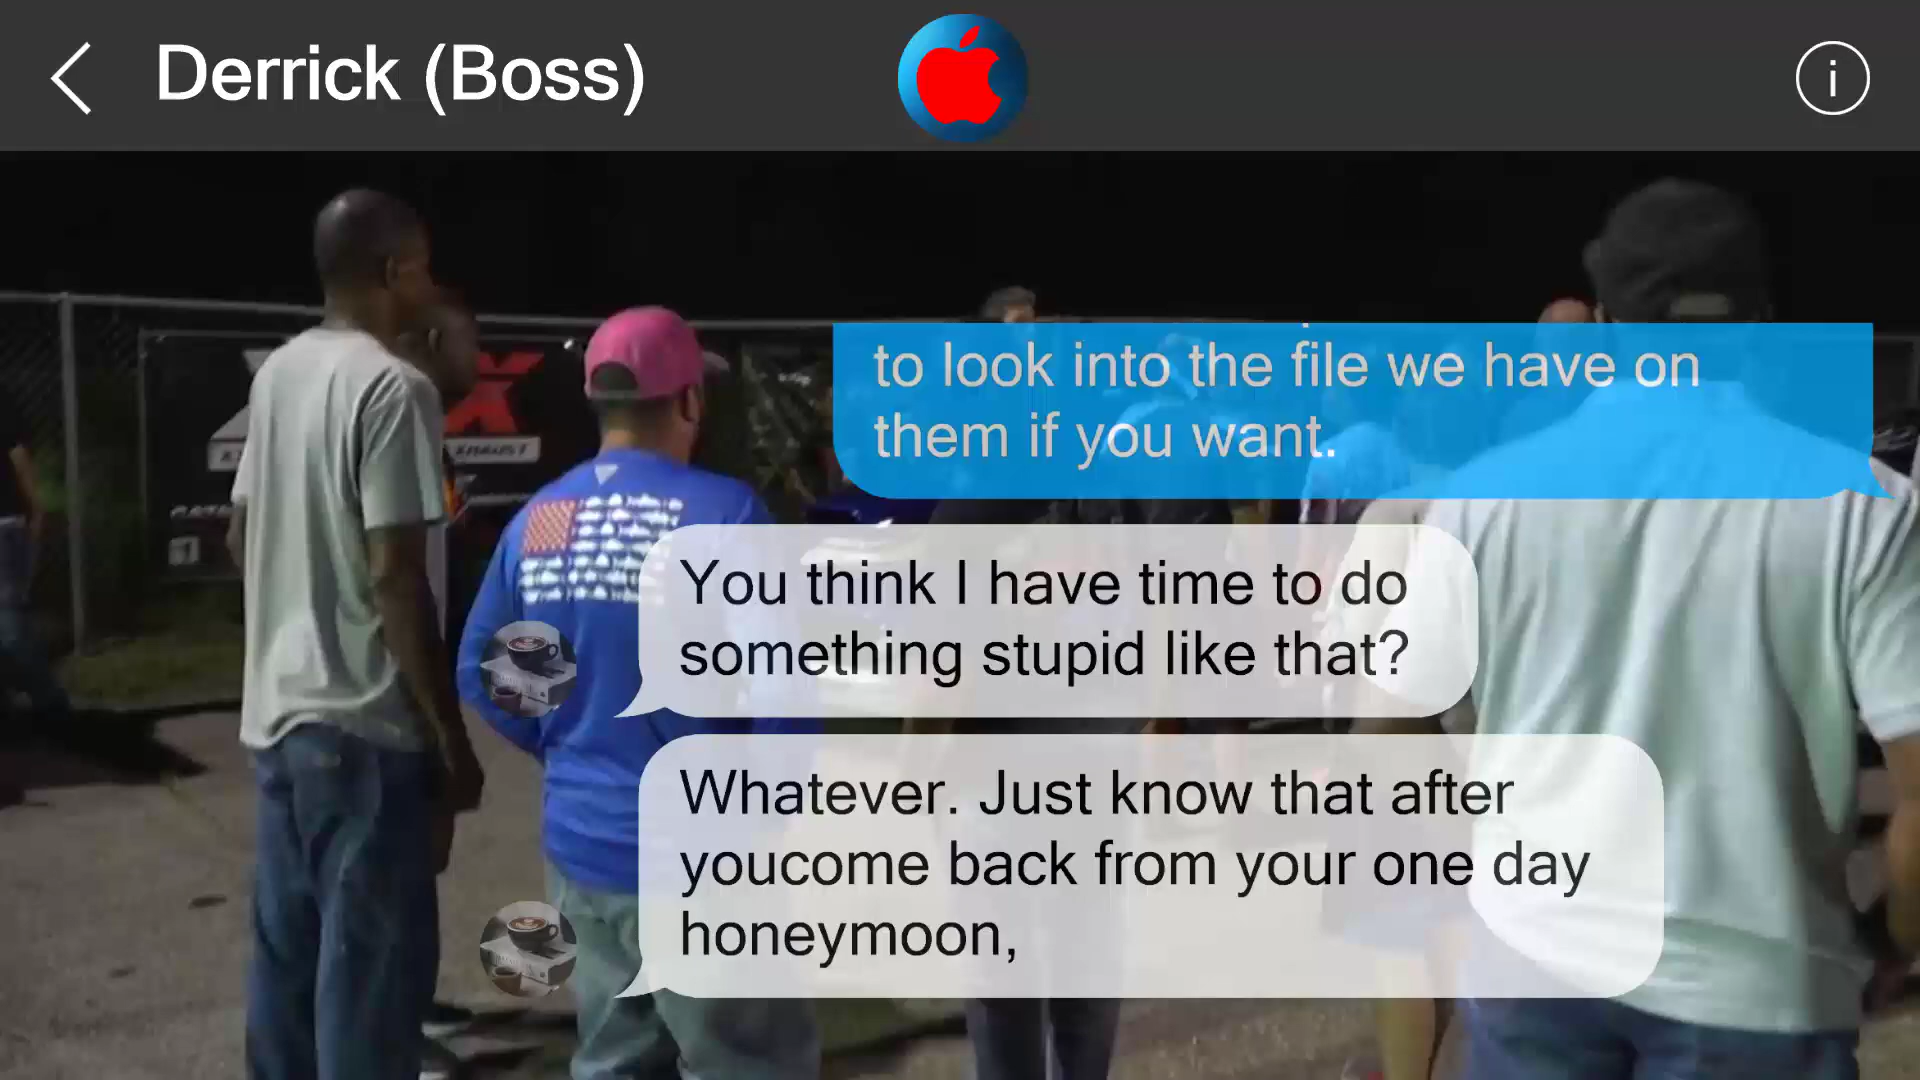 Derrick (Boss)
to look into the file we have on
them if you want.
You think I have time to do
something stupid like that?
Whatever. Just know that after
youcome back from your one day
honeymoon,